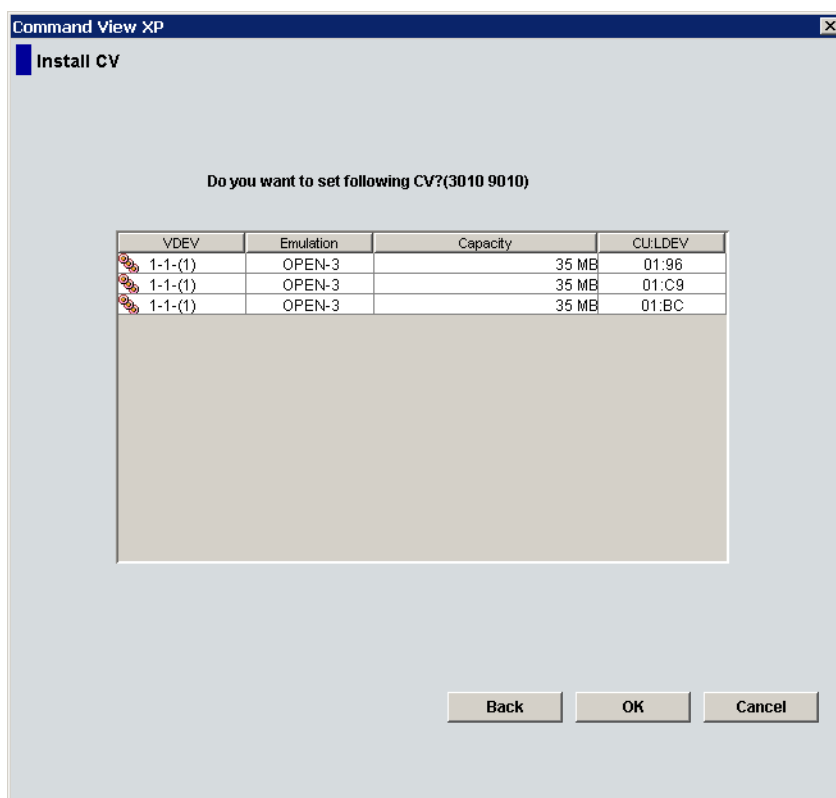 Command View XP
Install CV
Do you want to set following CV?(3010 9010)
VDEV Emulation Capacity CU:LDEV
1-1-(1) OPEN-3 35 MB 01:96
1-1-(1) OPEN-3 35 MB 01:C9
1-1-(1) OPEN-3 35 MB 01:BC
Back OK Cancel